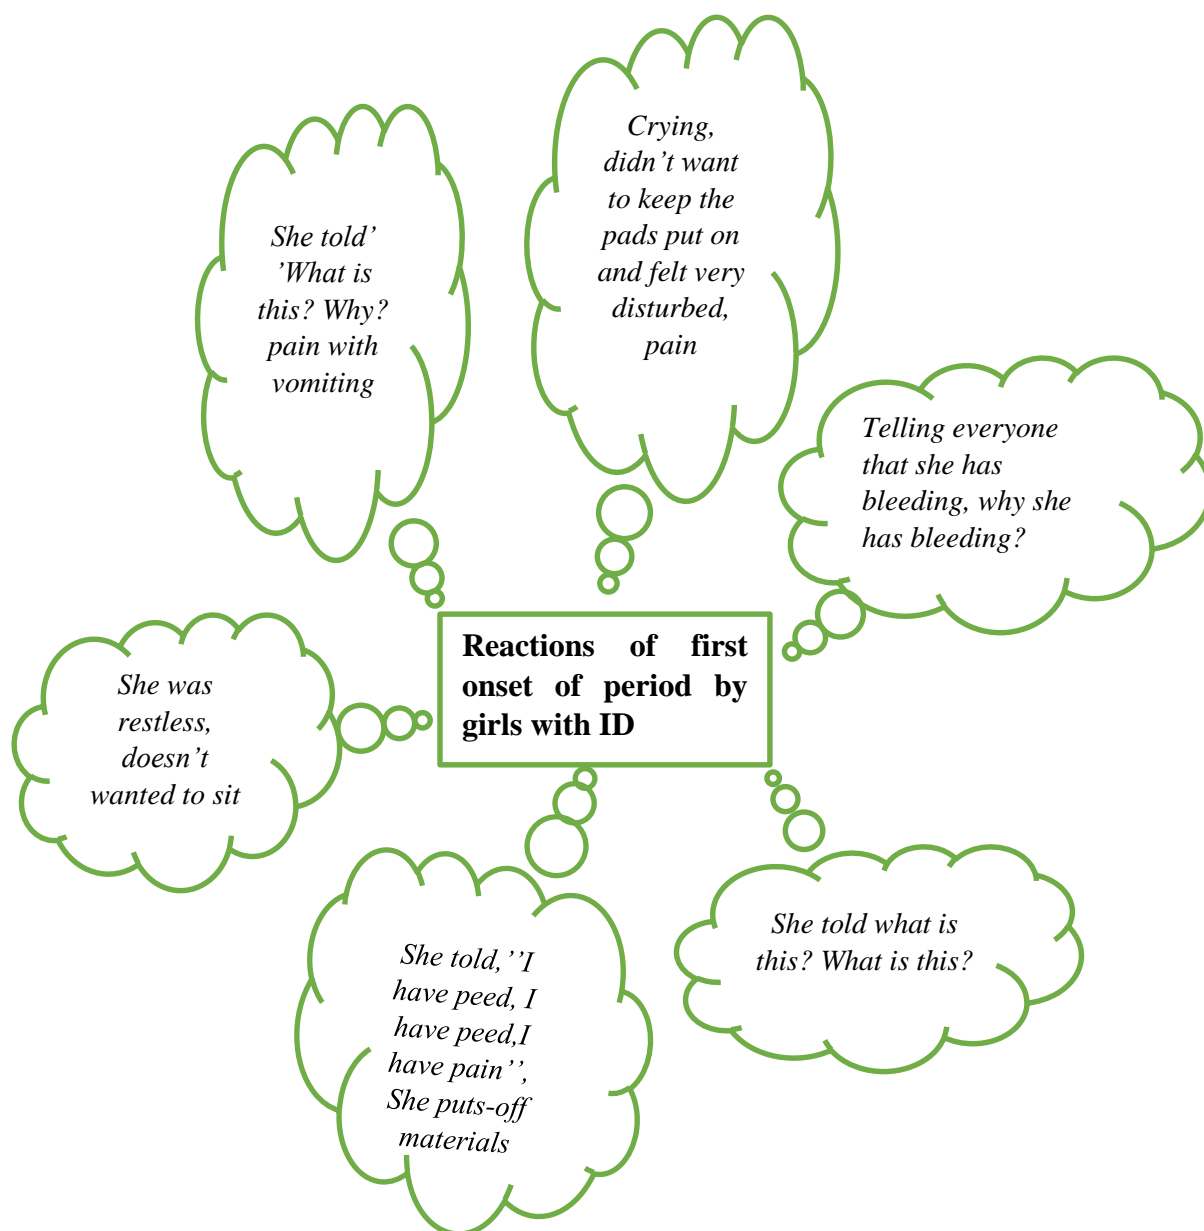 Crying,
didn’t want
to keep the
pads put on
and felt very
disturbed,
pain
She told’
’What is
this? Why?
pain with
vomiting
Telling everyone
that she has
bleeding, why she
has bleeding?
Reactions of first
onset of period by
girls with ID
She was
restless,
doesn’t
wanted to sit
She told what is
this? What is this?
She told,’’I
have peed, I
have peed,I
have pain’’,
She puts-off
materials